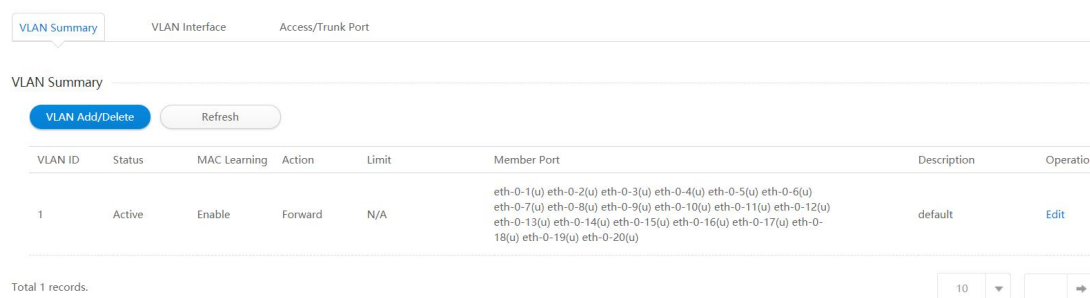 VLAN Summary VLAN Interface Access/Trunk Port
VLAN Summary
VLAN Add/Delete Refresh
VLAN ID Status MAC Learning Action Limit Member Port Description Operatio
1 Active Enable Forward N/A eth-0-1(u) eth-0-2(u) eth-0-3(u) eth-0-4(u) eth-0-5(u) eth-0-6(u)
eth-0-7(u) eth-0-8(u) eth-0-9(u) eth-0-10(u) eth-0-11(u) eth-0-12(u)
eth-0-13(u) eth-0-14(u) eth-0-15(u) eth-0-16(u) eth-0-17(u) eth-0-
18(u) eth-0-19(u) eth-0-20(u) default Edit
Total 1 records. 10